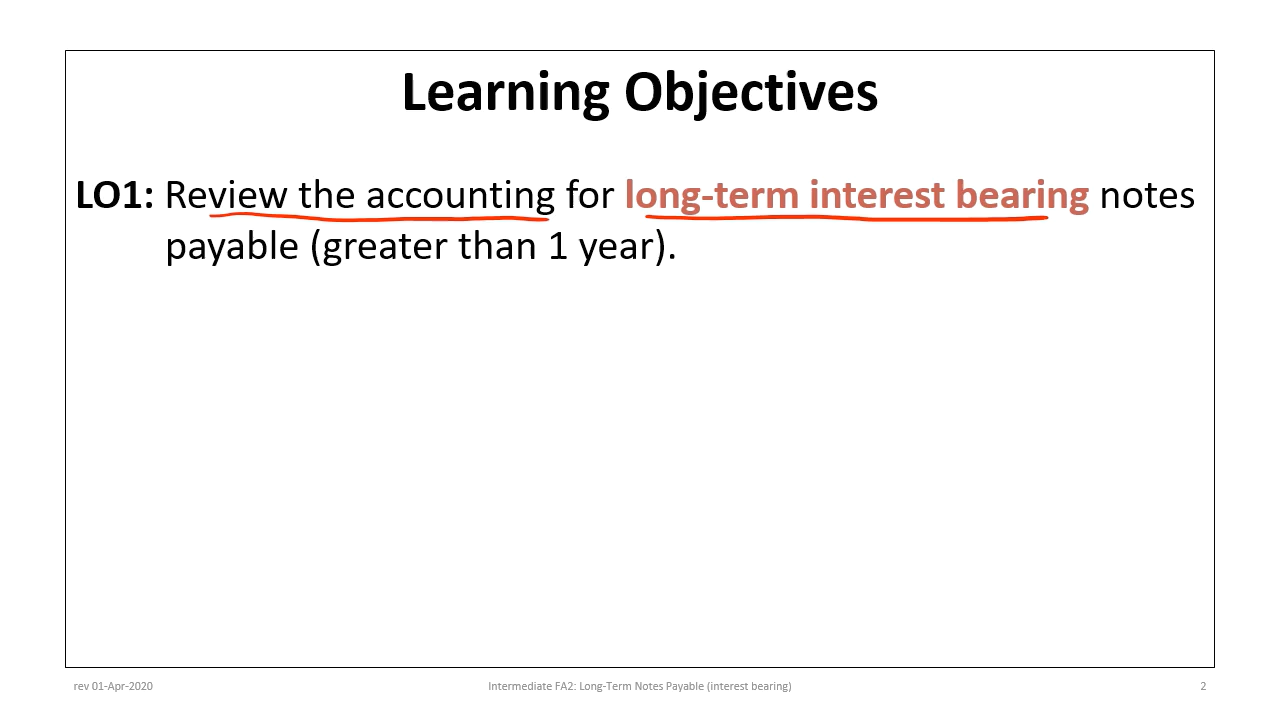 Learning Objectives
LO1: Review the accounting for long-term interest bearing notes
payable (greater than 1 year).
rev 01-Apr-2020
Intermediate FA2: Long-Term Notes Payable (interest bearing)
2